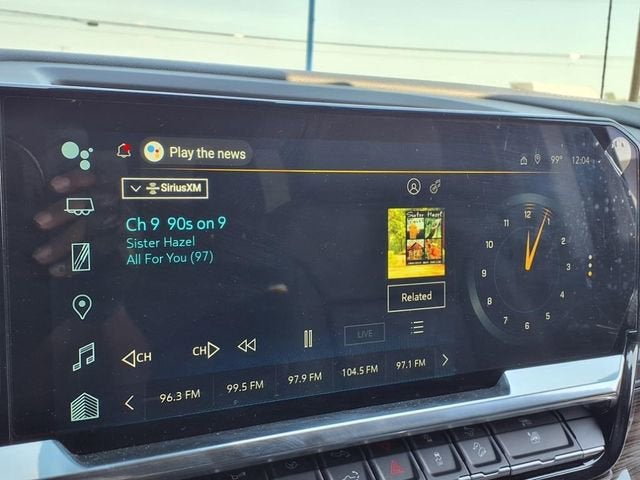 Play the news
99° 12:04
SiriusXM
Ch 9 90s on 9
Sister Hazel
All For You (97)
Sister Hazel
Related
12
1
2
3
4
5
6
7
8
9
10
11
CH
CH
LIVE
96.3 FM
99.5 FM
97.9 FM
104.5 FM
97.1 FM